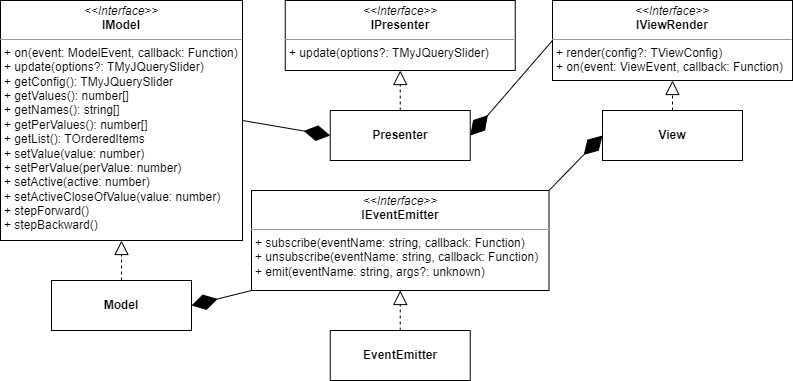 <<Interface>>
IModel
+ on(event: ModelEvent, callback: Function)
+ update(options?: TMyJQuerySlider)
+ getConfig(): TMyJQuerySlider
+ getValues(): number[]
+ getNames(): string[]
+ getPerValues(): number[]
+ getList(): TOrderedItems
+ setValue(value: number)
+ setPerValue(perValue: number)
+ setActive(active: number)
+ setActiveCloseOfValue(value: number)
+ stepForward()
+ stepBackward()
<<Interface>>
IPresenter
+ update(options?: TMyJQuerySlider)
<<Interface>>
IViewRender
+ render(config?: TViewConfig)
+ on(event: ViewEvent, callback: Function)
Presenter
View
<<Interface>>
IEventEmitter
+ subscribe(eventName: string, callback: Function)
+ unsubscribe(eventName: string, callback: Function)
+ emit(eventName: string, args?: unknown)
Model
EventEmitter